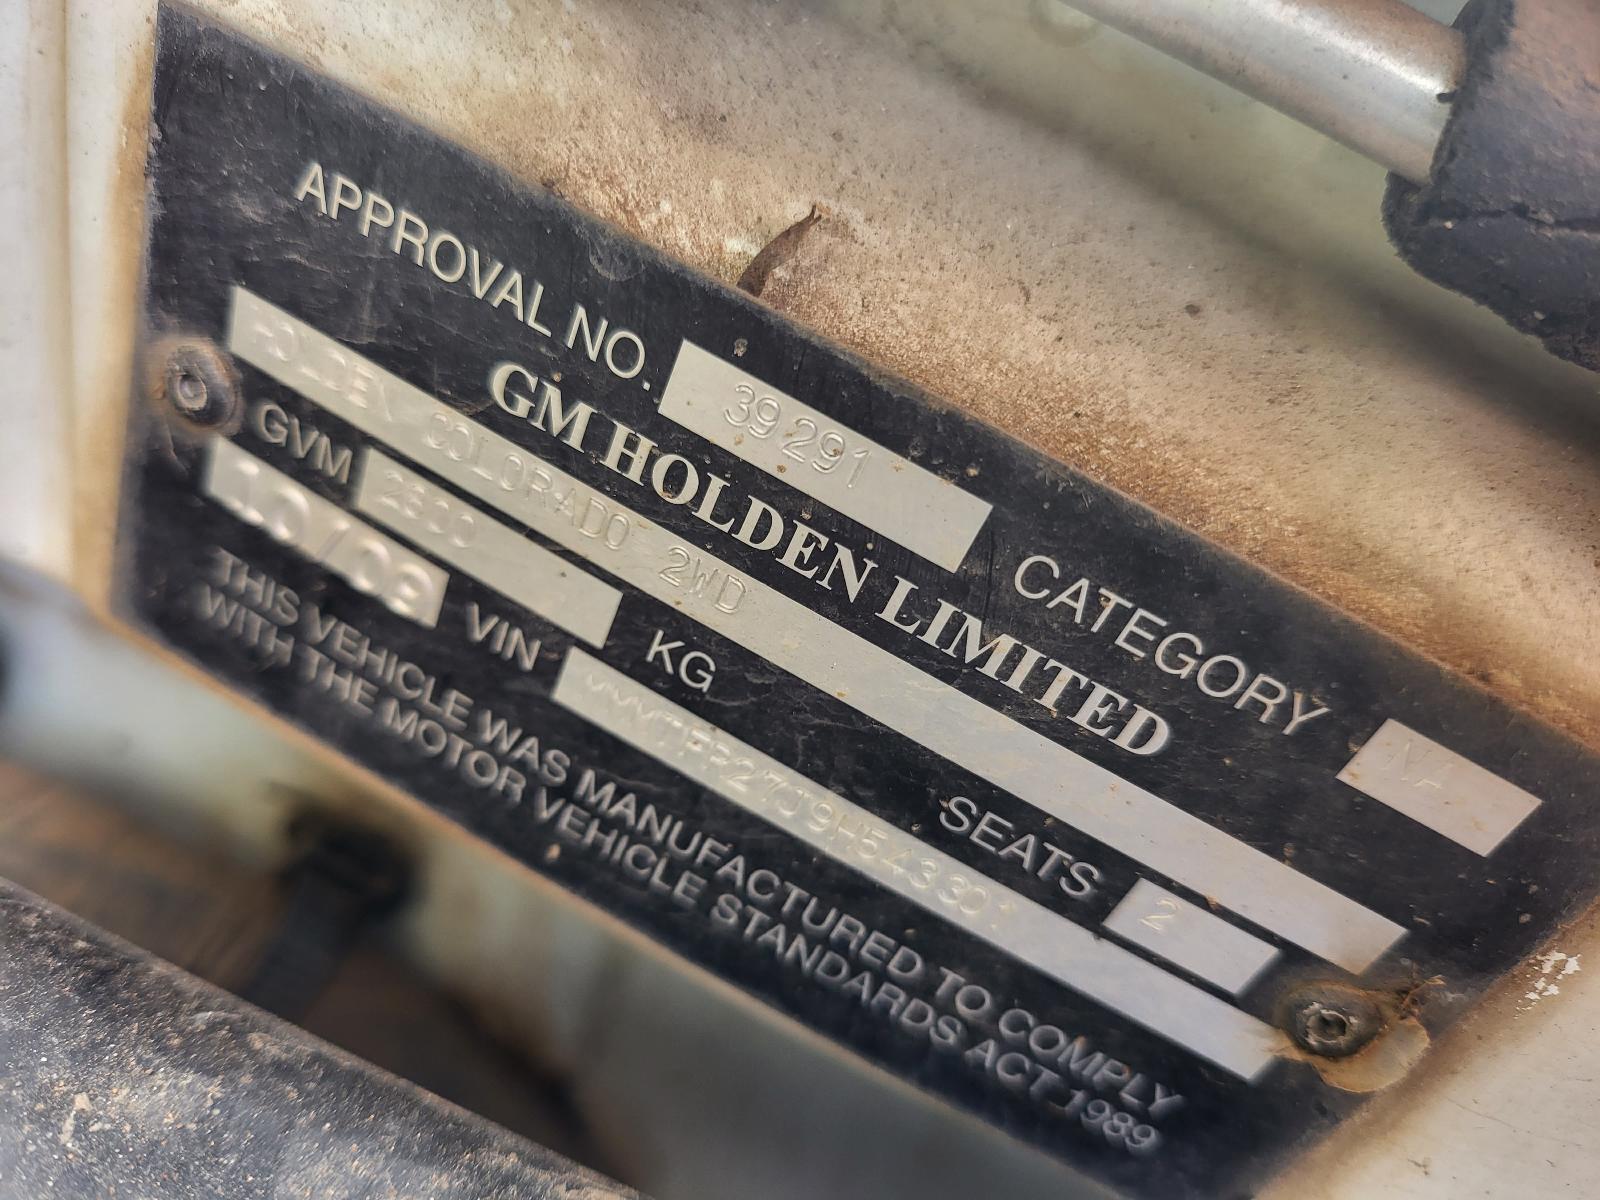 APPROVAL NO. 39291 CATEGORY NA
GM HOLDEN LIMITED
HOLDEN COLORADO 2WD
GVM KG SEATS 2
VIN
THIS VEHICLE WAS MANUFACTURED TO COMPLY
WITH THE MOTOR VEHICLE STANDARDS ACT 1989